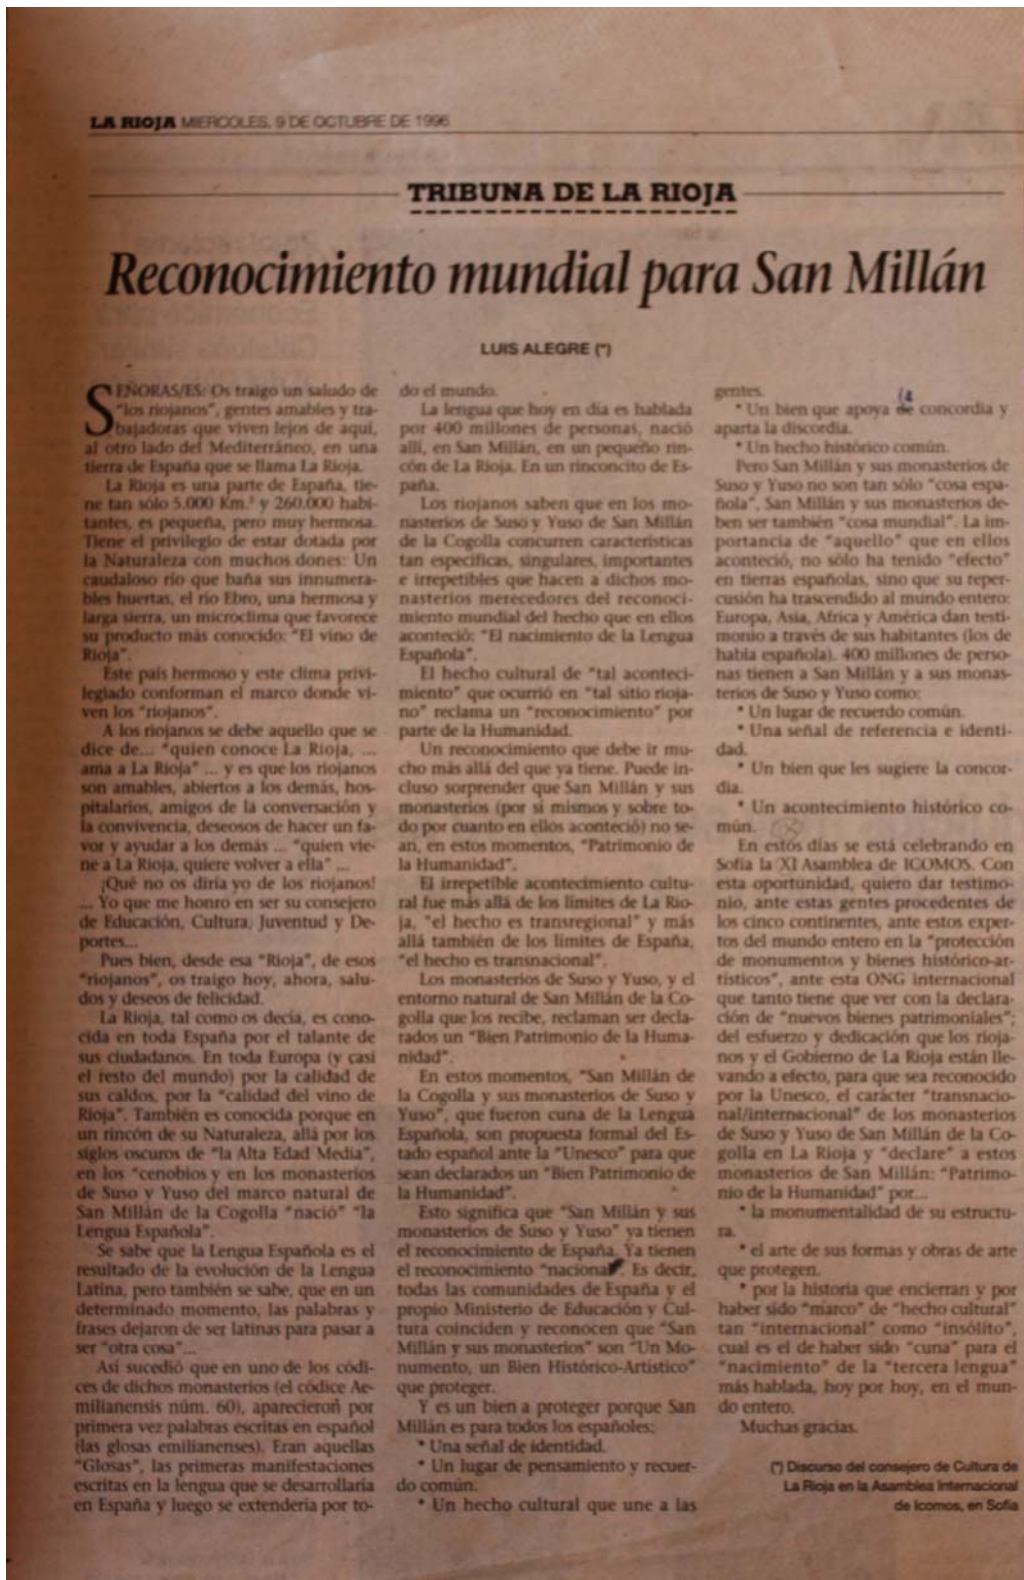 LA RIOJA MIERCOLES, 9 DE OCTUBRE DE 1996
TRIBUNA DE LA RIOJA
Reconocimiento mundial para San Millán
LUIS ALEGRE (*)
SEÑORAS/ES: Os traigo un saludo de
"los riojanos", gentes amables y tra-
bajadoras que viven lejos de aquí,
al otro lado del Mediterráneo, en una
tierra de España que se llama La Rioja.
La Rioja es una parte de España, tie-
ne tan sólo 5.000 Km.² y 260.000 habi-
tantes, es pequeña, pero muy hermosa.
Tiene el privilegio de estar dotada por
la Naturaleza con muchos dones: Un
caudaloso río que baña sus innumera-
bles huertas, el río Ebro, una hermosa y
larga sierra, un microclima que favorece
su producto más conocido: "El vino de
Rioja".
Este país hermoso y este clima privi-
legiado conforman el marco donde vi-
ven los "riojanos".
A los riojanos se debe aquello que se
dice de... "quien conoce La Rioja, ...
ama a La Rioja" ... y es que los riojanos
son amables, abiertos a los demás, hos-
pitalarios, amigos de la conversación y
la convivencia, deseosos de hacer un fa-
vor y ayudar a los demás ... "quien vie-
ne a La Rioja, quiere volver a ella" ...
¡Qué no os diría yo de los riojanos!
... Yo que me honro en ser su consejero
de Educación, Cultura, Juventud y De-
portes...
Pues bien, desde esa "Rioja", de esos
"riojanos", os traigo hoy, ahora, salu-
dos y deseos de felicidad.
La Rioja, tal como os decía, es cono-
cida en toda España por el talante de
sus ciudadanos. En toda Europa (y casi
el resto del mundo) por la calidad de
sus caldos, por la "calidad del vino de
Rioja". También es conocida porque en
un rincón de su Naturaleza, allá por los
siglos oscuros de "la Alta Edad Media",
en los "cenobios y en los monasterios
de Suso y Yuso del marco natural de
San Millán de la Cogolla "nació" "la
Lengua Española".
Se sabe que la Lengua Española es el
resultado de la evolución de la Lengua
Latina, pero también se sabe, que en un
determinado momento, las palabras y
frases dejaron de ser latinas para pasar a
ser "otra cosa"...
Así sucedió que en uno de los códi-
ces de dichos monasterios (el códice Ae-
milianensis núm. 60), aparecieron por
primera vez palabras escritas en español
(las glosas emilianenses). Eran aquellas
"Glosas", las primeras manifestaciones
escritas en la lengua que se desarrollaría
en España y luego se extendería por to-
do el mundo.
La lengua que hoy en día es hablada
por 400 millones de personas, nació
allí, en San Millán, en un pequeño rin-
cón de La Rioja. En un rinconcito de Es-
paña.
Los riojanos saben que en los mo-
nasterios de Suso y Yuso de San Millán
de la Cogolla concurren características
tan específicas, singulares, importantes
e irrepetibles que hacen a dichos mo-
nasterios merecedores del reconoci-
miento mundial del hecho que en ellos
aconteció: "El nacimiento de la Lengua
Española".
El hecho cultural de "tal aconteci-
miento" que ocurrió en "tal sitio rioja-
no" reclama un "reconocimiento" por
parte de la Humanidad.
Un reconocimiento que debe ir mu-
cho más allá del que ya tiene. Puede in-
cluso sorprender que San Millán y sus
monasterios (por sí mismos y sobre to-
do por cuanto en ellos aconteció) no se-
an, en estos momentos, "Patrimonio de
la Humanidad".
El irrepetible acontecimiento cultu-
ral fue más allá de los límites de La Rio-
ja, "el hecho es transregional" y más
allá también de los límites de España,
"el hecho es transnacional".
Los monasterios de Suso y Yuso, y el
entorno natural de San Millán de la Co-
golla que los recibe, reclaman ser decla-
rados un "Bien Patrimonio de la Huma-
nidad".
En estos momentos, "San Millán de
la Cogolla y sus monasterios de Suso y
Yuso", que fueron cuna de la Lengua
Española, son propuesta formal del Es-
tado español ante la "Unesco" para que
sean declarados un "Bien Patrimonio de
la Humanidad".
Esto significa que "San Millán y sus
monasterios de Suso y Yuso" ya tienen
el reconocimiento de España. Ya tienen
el reconocimiento "nacional". Es decir,
todas las comunidades de España y el
propio Ministerio de Educación y Cul-
tura coinciden y reconocen que "San
Millán y sus monasterios" son "Un Mo-
numento, un Bien Histórico-Artístico"
que proteger.
Y es un bien a proteger porque San
Millán es para todos los españoles:
* Una señal de identidad.
* Un lugar de pensamiento y recuer-
do común.
* Un hecho cultural que une a las
gentes.
* Un bien que apoya de concordia y
la
aparta la discordia.
* Un hecho histórico común.
Pero San Millán y sus monasterios de
Suso y Yuso no son tan sólo "cosa espa-
ñola", San Millán y sus monasterios de-
ben ser también "cosa mundial". La im-
portancia de "aquello" que en ellos
aconteció, no sólo ha tenido "efecto"
en tierras españolas, sino que su reper-
cusión ha trascendido al mundo entero:
Europa, Asia, Africa y América dan testi-
monio a través de sus habitantes (los de
habla española). 400 millones de perso-
nas tienen a San Millán y a sus monas-
terios de Suso y Yuso como:
* Un lugar de recuerdo común.
* Una señal de referencia e identi-
dad.
* Un bien que les sugiere la concor-
dia.
* Un acontecimiento histórico co-
mún.
En estos días se está celebrando en
Sofía la XI Asamblea de ICOMOS. Con
esta oportunidad, quiero dar testimo-
nio, ante estas gentes procedentes de
los cinco continentes, ante estos exper-
tos del mundo entero en la "protección
de monumentos y bienes histórico-ar-
tísticos", ante esta ONG internacional
que tanto tiene que ver con la declara-
ción de "nuevos bienes patrimoniales";
del esfuerzo y dedicación que los rioja-
nos y el Gobierno de La Rioja están lle-
vando a efecto, para que sea reconocido
por la Unesco, el carácter "transnacio-
nal/internacional" de los monasterios
de Suso y Yuso de San Millán de la Co-
golla en La Rioja y "declare" a estos
monasterios de San Millán: "Patrimo-
nio de la Humanidad" por...
* la monumentalidad de su estructu-
ra.
* el arte de sus formas y obras de arte
que protegen.
* por la historia que encierran y por
haber sido "marco" de "hecho cultural"
tan "internacional" como "insólito",
cual es el de haber sido "cuna" para el
"nacimiento" de la "tercera lengua"
más hablada, hoy por hoy, en el mun-
do entero.
Muchas gracias.
(*) Discurso del consejero de Cultura de
La Rioja en la Asamblea Internacional
de Icomos, en Sofía